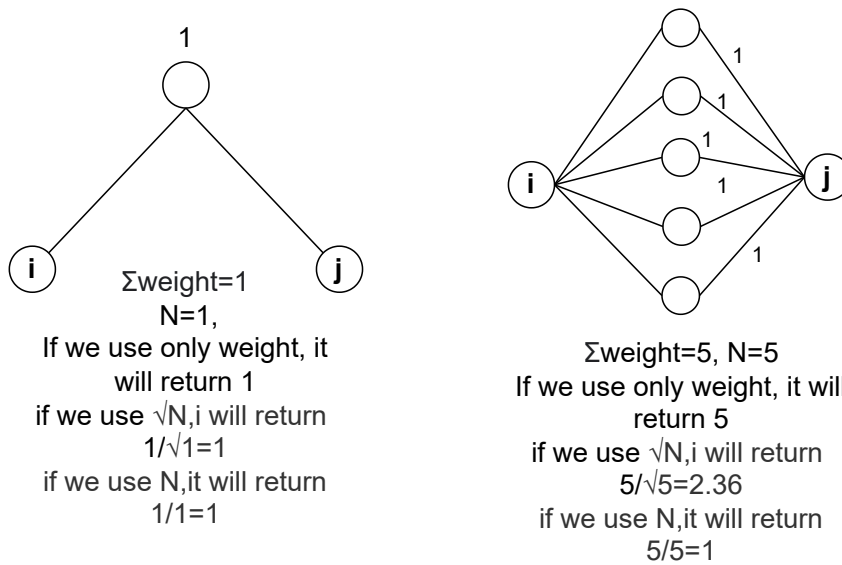 1
i
j
Σweight=1
N=1,
If we use only weight, it
will return 1
if we use √N,i will return
1/√1=1
if we use N,it will return
1/1=1
1
1
1
1
1
i
j
Σweight=5, N=5
If we use only weight, it will
return 5
if we use √N,i will return
5/√5=2.36
if we use N,it will return
5/5=1